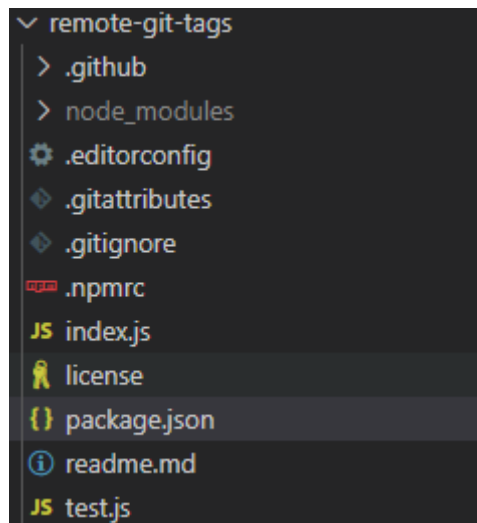 remote-git-tags
.github
node_modules
.editorconfig
.gitattributes
.gitignore
.npmrc
JS index.js
license
{} package.json
readme.md
JS test.js